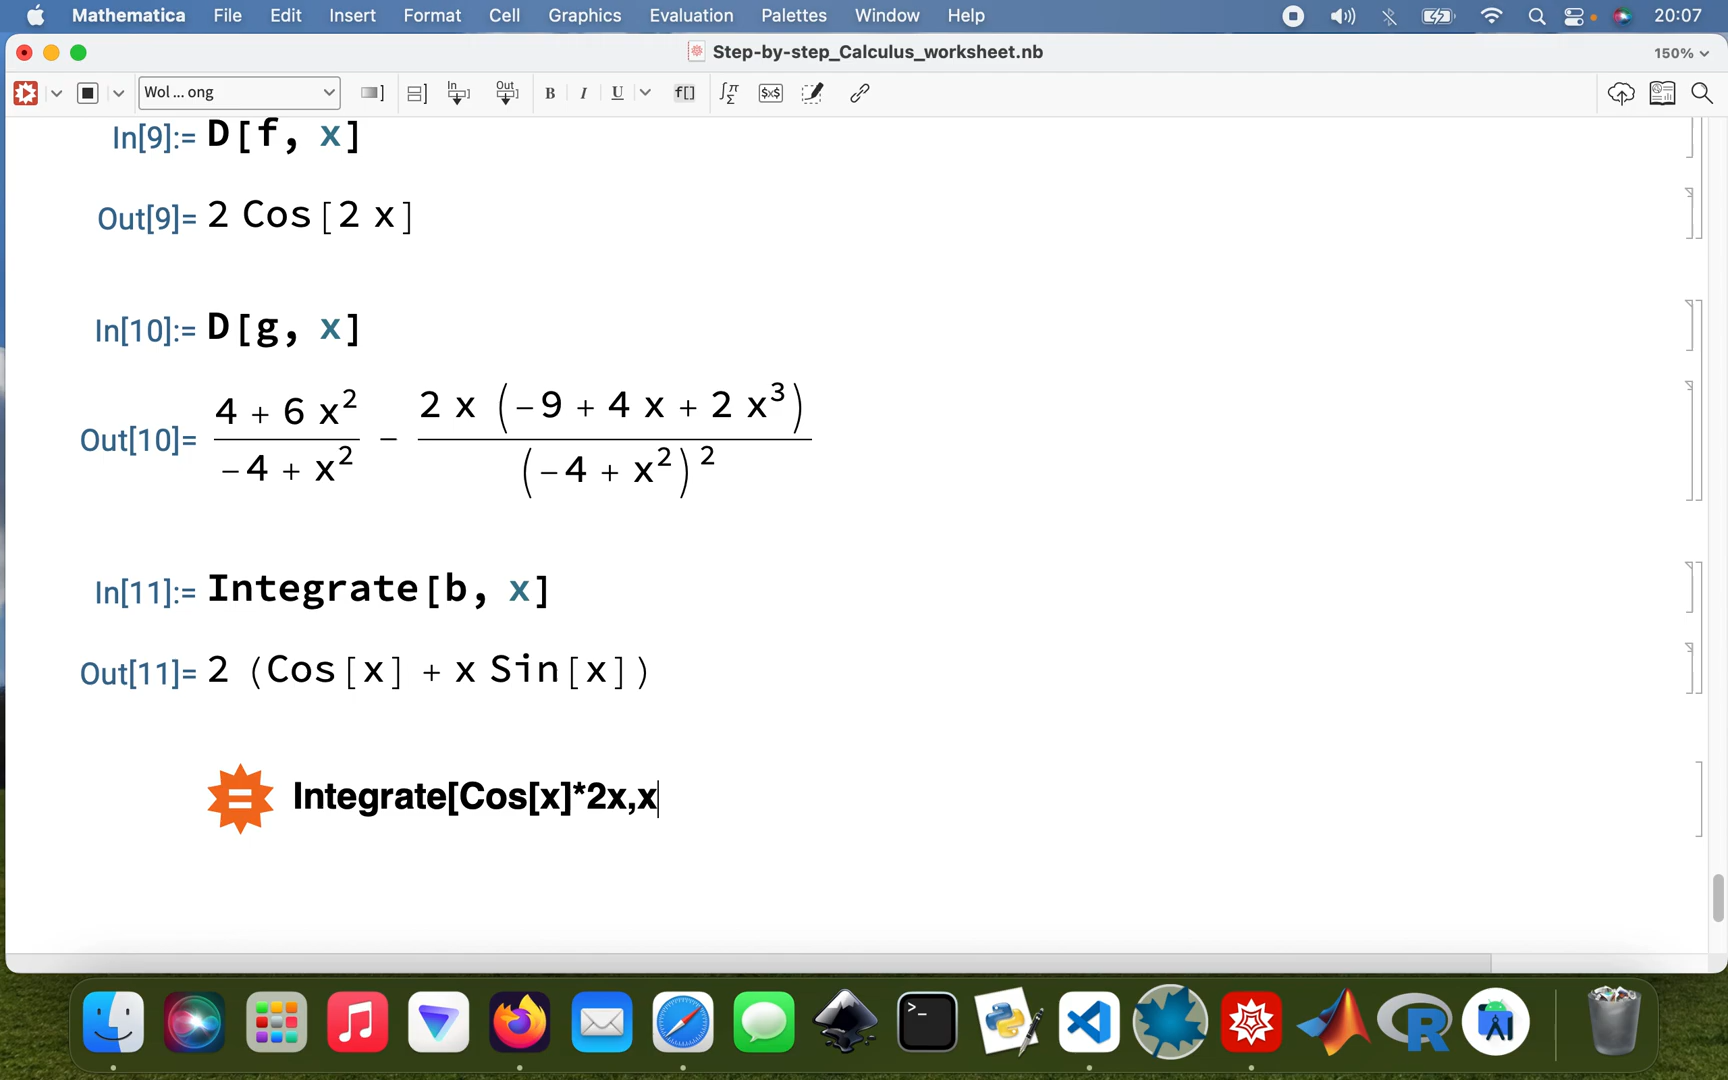 Mathematica File Edit Insert Format Cell Graphics Evaluation Palettes Window Help 20:07
Step-by-step_Calculus_worksheet.nb 150%
Wol ... ong In Out B I U f[] ∫π Σ $x$
In[9]:= D[f, x]
Out[9]= 2 Cos[2 x]
In[10]:= D[g, x]
Out[10]= (4 + 6 x^2)/(-4 + x^2) - (2 x (-9 + 4 x + 2 x^3))/((-4 + x^2)^2)
In[11]:= Integrate[b, x]
Out[11]= 2 (Cos[x] + x Sin[x])
= Integrate[Cos[x]*2x,x
>_ R A